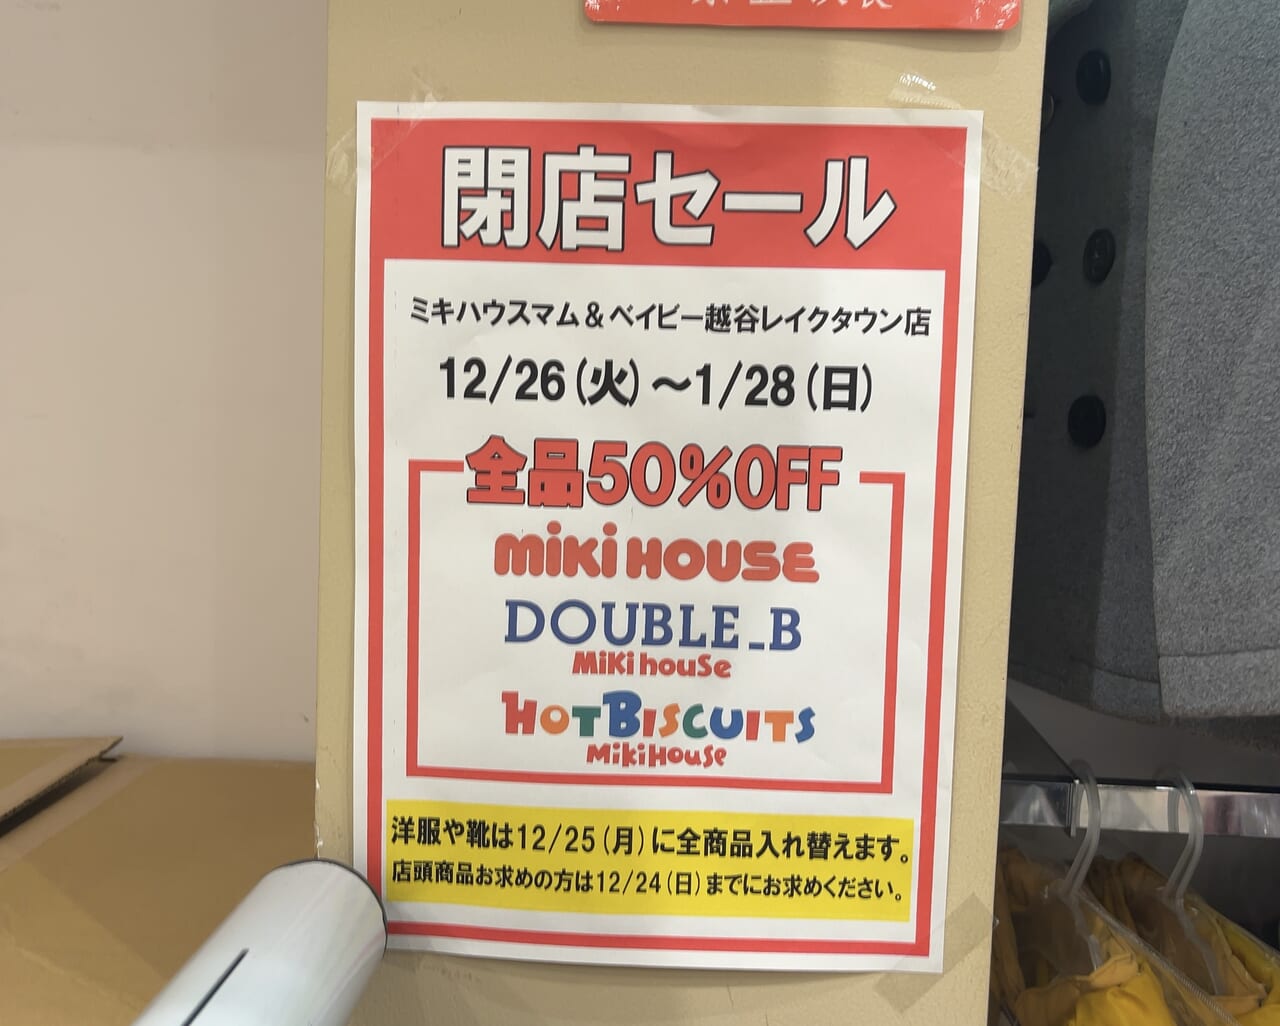 閉店セール
ミキハウスマム&ベイビー越谷レイクタウン店
12/26(火)～1/28(日)
全品50%OFF
miki HOUSE
DOUBLE_B
MiKi houSe
HOTBISCUITS
MikiHouSe
洋服や靴は12/25(月)に全商品入れ替えます。
店頭商品お求めの方は12/24(日)までにお求めください。